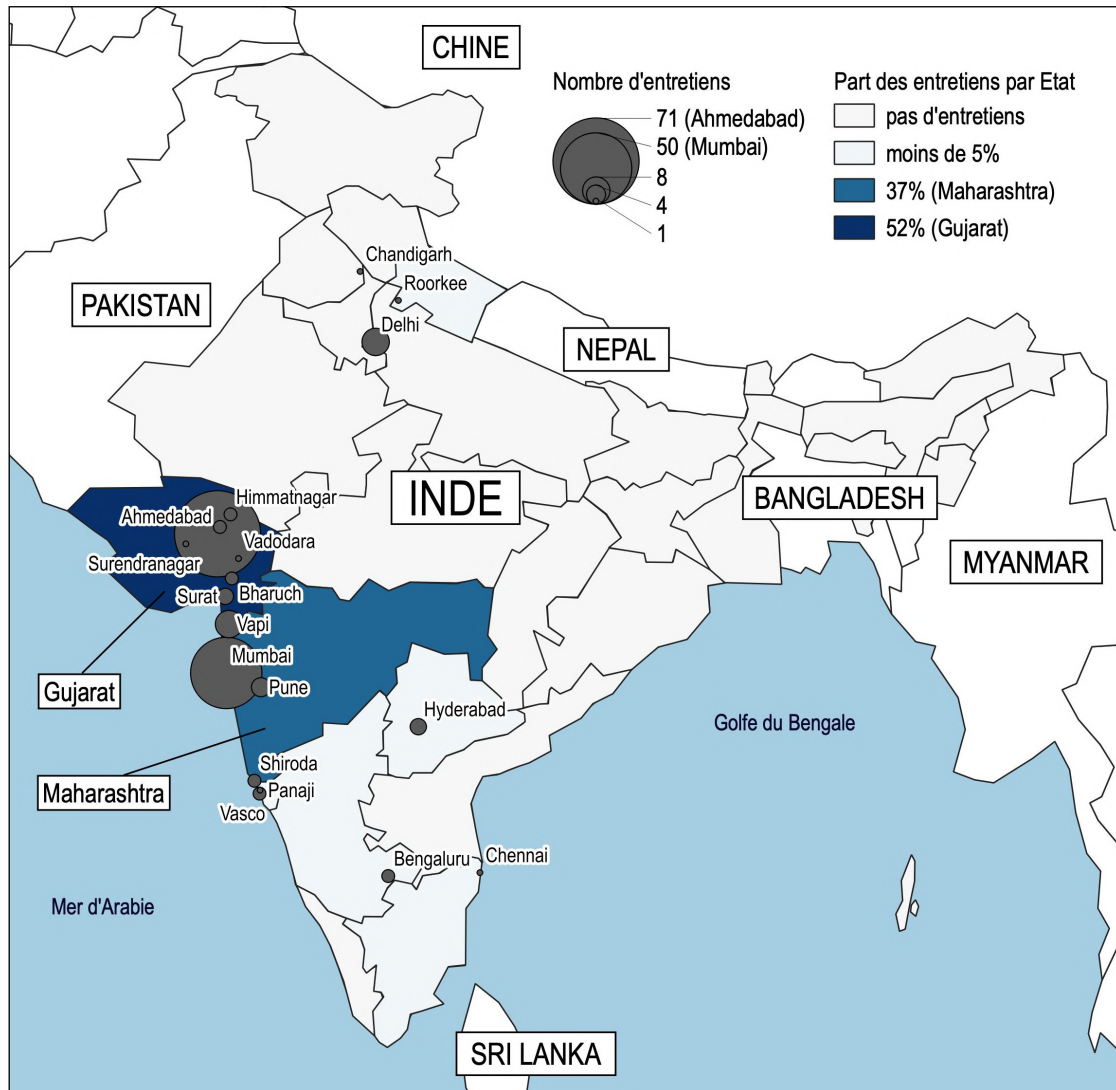 CHINE
Nombre d'entretiens
71 (Ahmedabad)
50 (Mumbai)
8
4
1
Part des entretiens par Etat
pas d'entretiens
moins de 5%
37% (Maharashtra)
52% (Gujarat)
Chandigarh
Roorkee
PAKISTAN
Delhi
NEPAL
INDE
Himmatnagar
Ahmedabad
BANGLADESH
Vadodara
Surendranagar
MYANMAR
Bharuch
Surat
Vapi
Mumbai
Gujarat
Pune
Hyderabad
Golfe du Bengale
Shiroda
Maharashtra
Panaji
Vasco
Bengaluru
Chennai
Mer d'Arabie
SRI LANKA